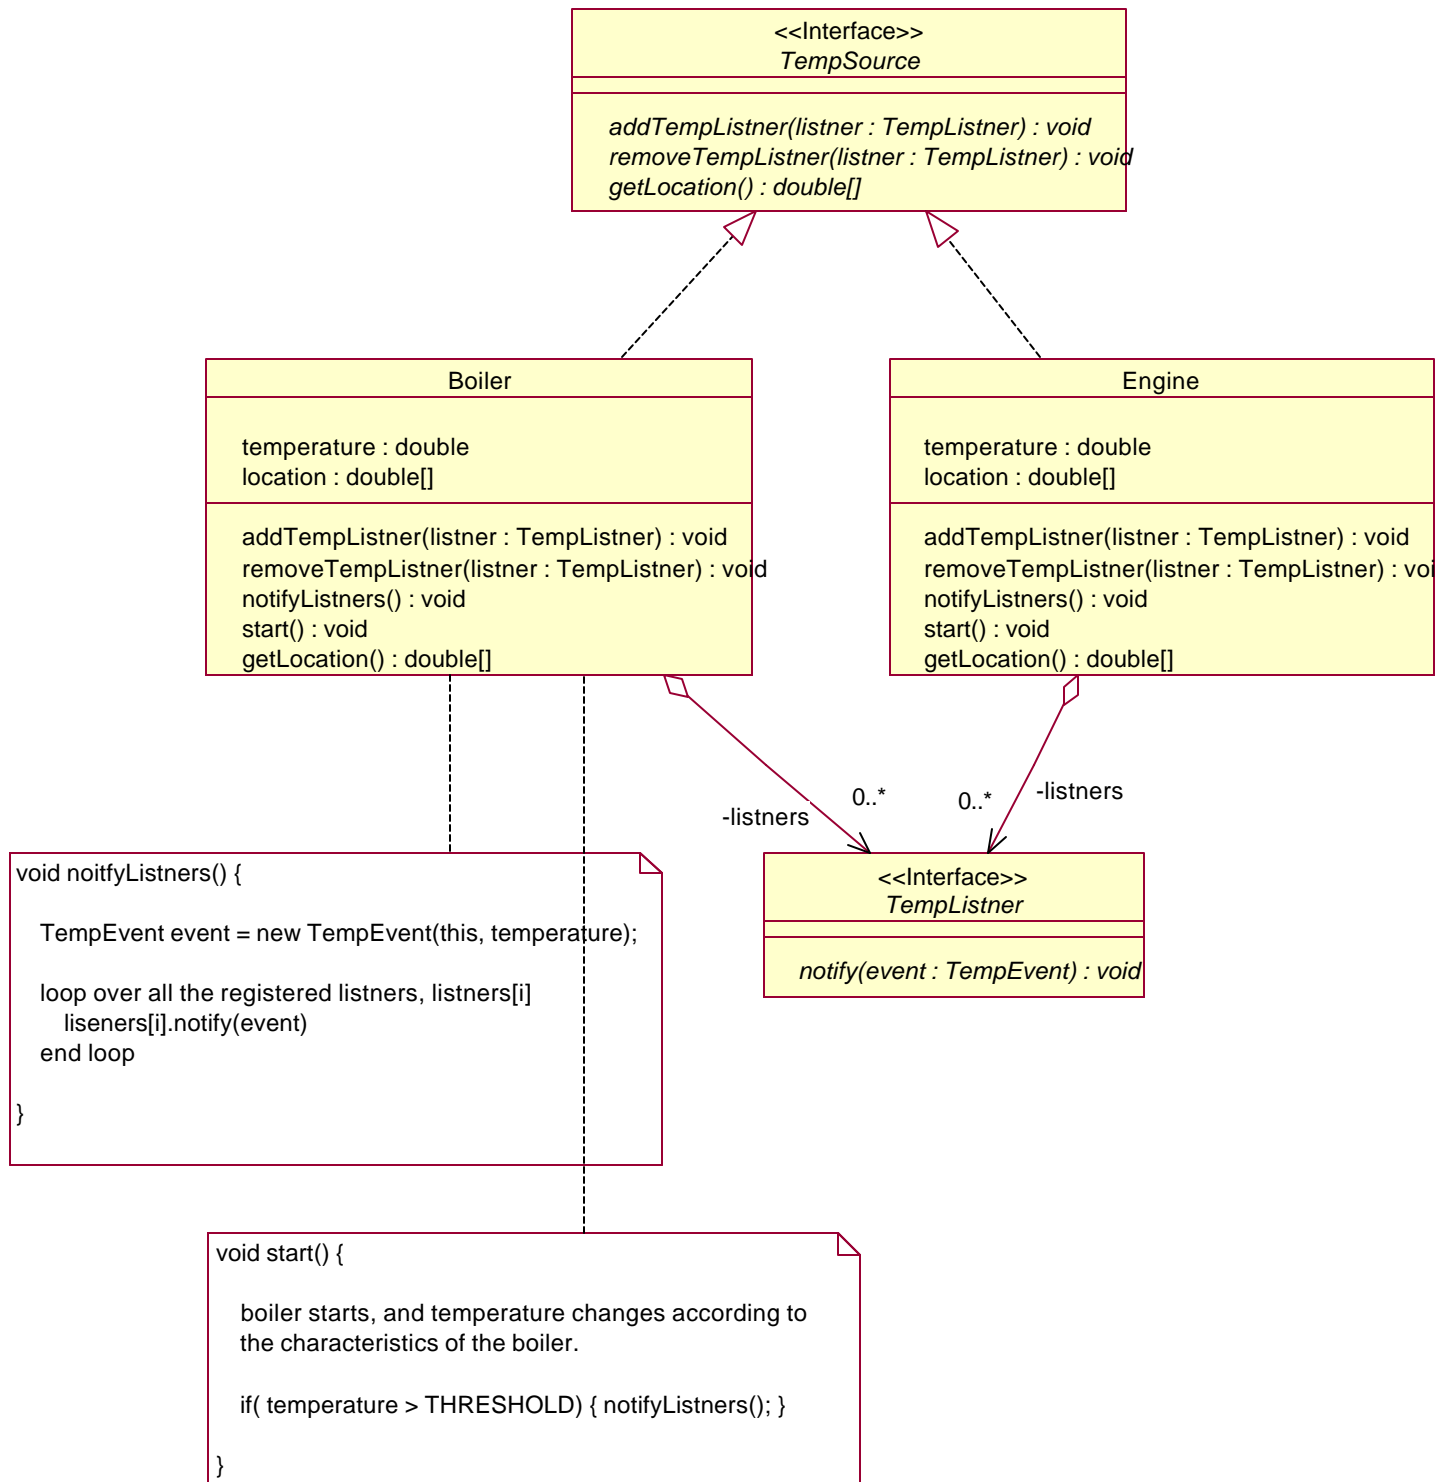 <<Interface>>
TempSource
addTempListner(listner : TempListner) : void
removeTempListner(listner : TempListner) : void
getLocation() : double[]
Boiler
temperature : double
location : double[]
addTempListner(listner : TempListner) : void
removeTempListner(listner : TempListner) : void
notifyListners() : void
start() : void
getLocation() : double[]
Engine
temperature : double
location : double[]
addTempListner(listner : TempListner) : void
removeTempListner(listner : TempListner) : voi
notifyListners() : void
start() : void
getLocation() : double[]
-listners
0..*
0..*
-listners
<<Interface>>
TempListner
notify(event : TempEvent) : void
void noitfyListners() {
TempEvent event = new TempEvent(this, temperature);
loop over all the registered listners, listners[i]
liseners[i].notify(event)
end loop
}
void start() {
boiler starts, and temperature changes according to
the characteristics of the boiler.
if( temperature > THRESHOLD) { notifyListners(); }
}